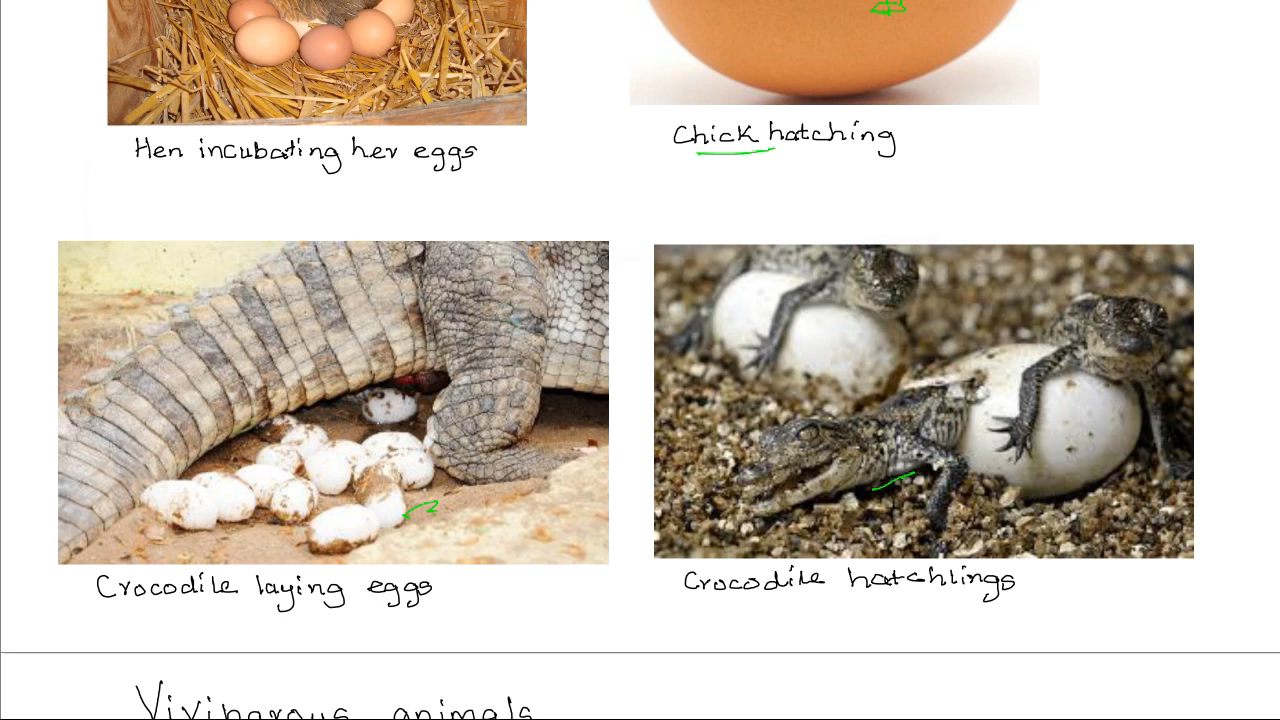 Hen incubating her eggs
Chick hatching
Crocodile laying eggs
Crocodile hatchlings
Viviparous animals